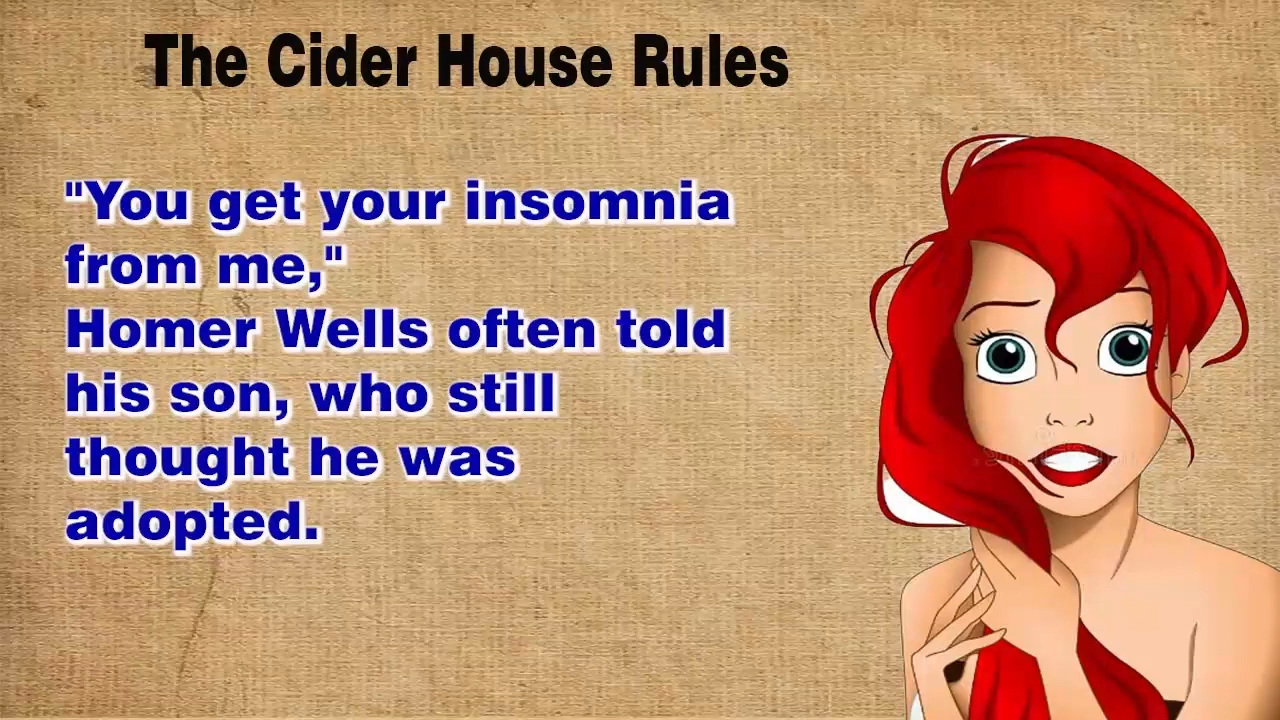 The Cider House Rules
"You get your insomnia
from me,"
Homer Wells often told
his son, who still
thought he was
adopted.